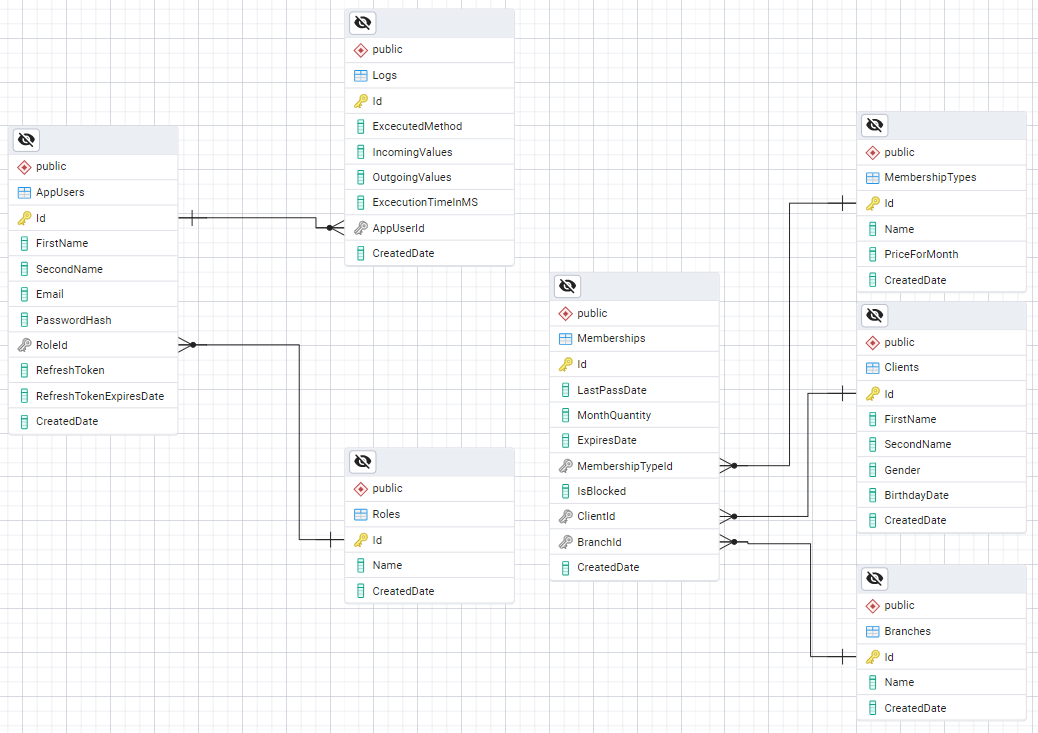 public
AppUsers
Id
FirstName
SecondName
Email
PasswordHash
RoleId
RefreshToken
RefreshTokenExpiresDate
CreatedDate
public
Logs
Id
ExcecutedMethod
IncomingValues
OutgoingValues
ExcecutionTimeInMS
AppUserId
CreatedDate
public
Roles
Id
Name
CreatedDate
public
Memberships
Id
LastPassDate
MonthQuantity
ExpiresDate
MembershipTypeId
IsBlocked
ClientId
BranchId
CreatedDate
public
MembershipTypes
Id
Name
PriceForMonth
CreatedDate
public
Clients
Id
FirstName
SecondName
Gender
BirthdayDate
CreatedDate
public
Branches
Id
Name
CreatedDate